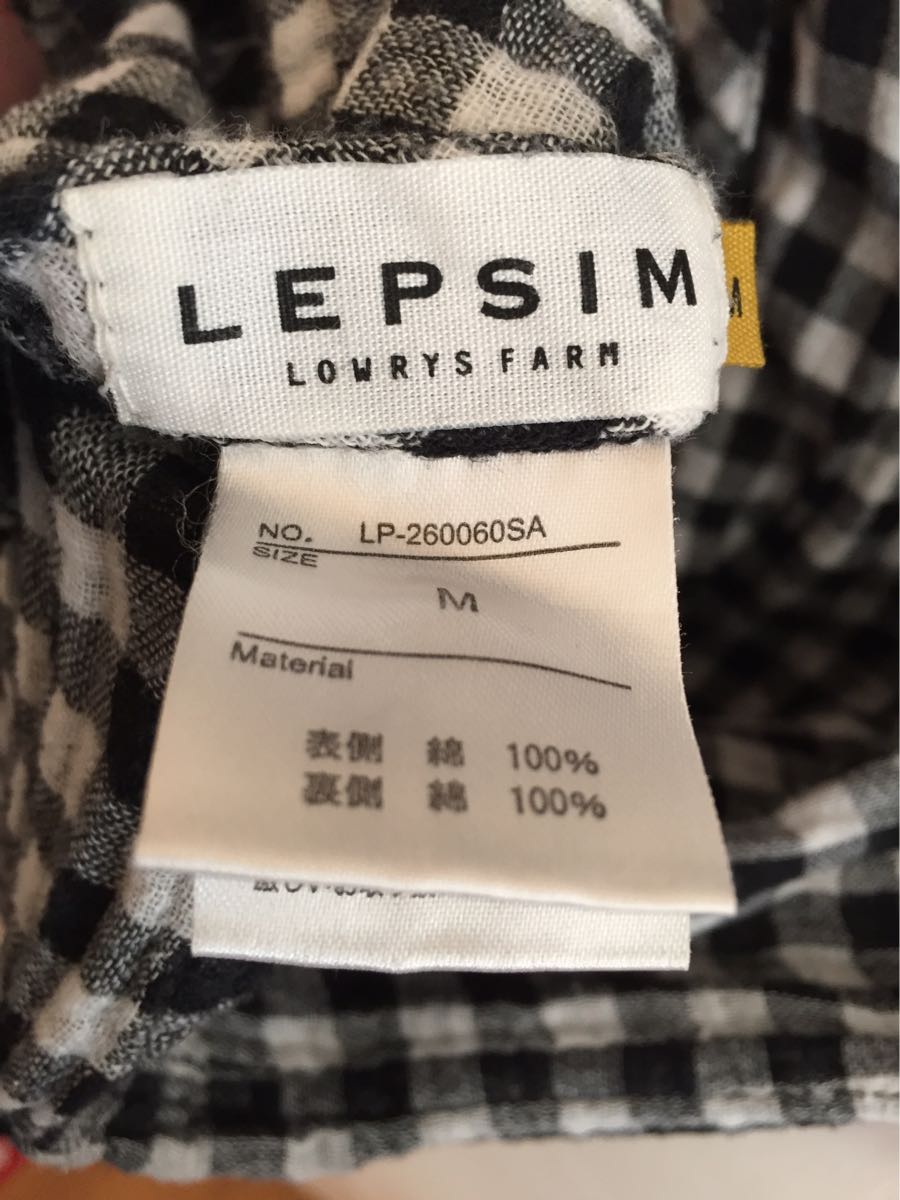 LEPSIM
LOWRYS FARM
M
NO. LP-260060SA
SIZE
M
Material
表側 綿 100%
裏側 綿 100%